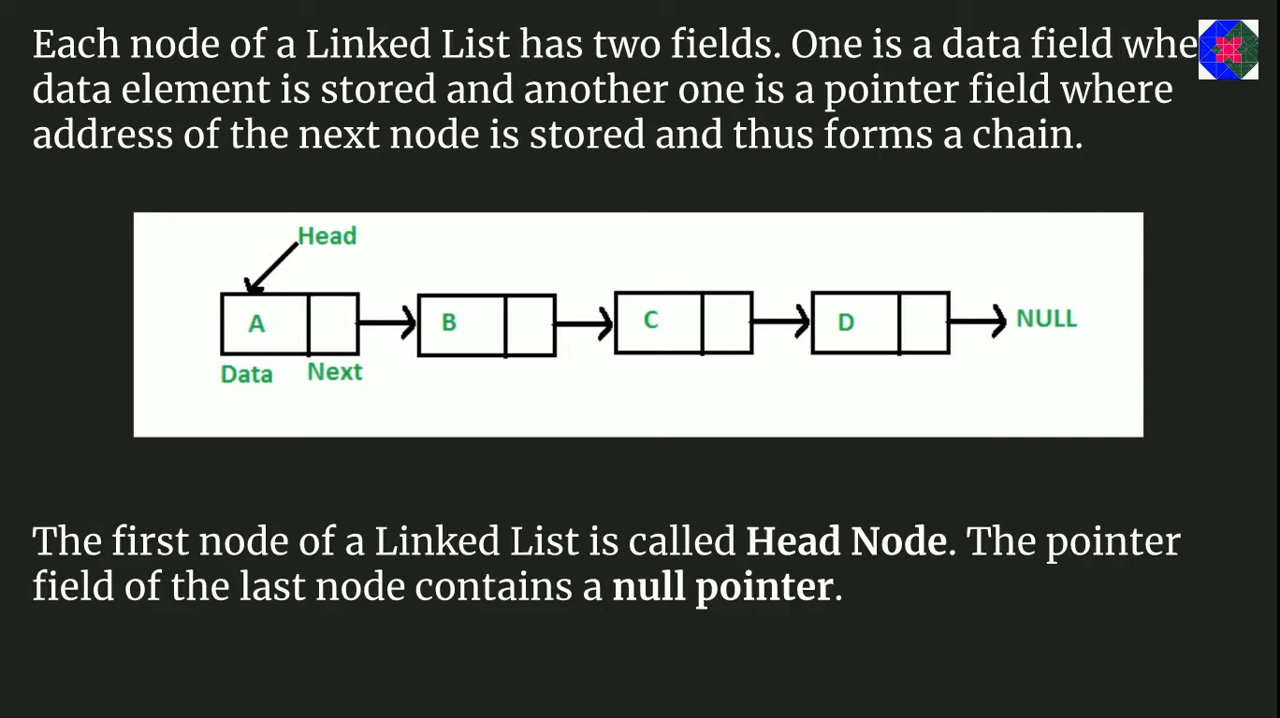 Each node of a Linked List has two fields. One is a data field
data element is stored and another one is a pointer field where
address of the next node is stored and thus forms a chain.
Head
A
B
C
D
NULL
Data
Next
The first node of a Linked List is called Head Node. The pointer
field of the last node contains a null pointer.